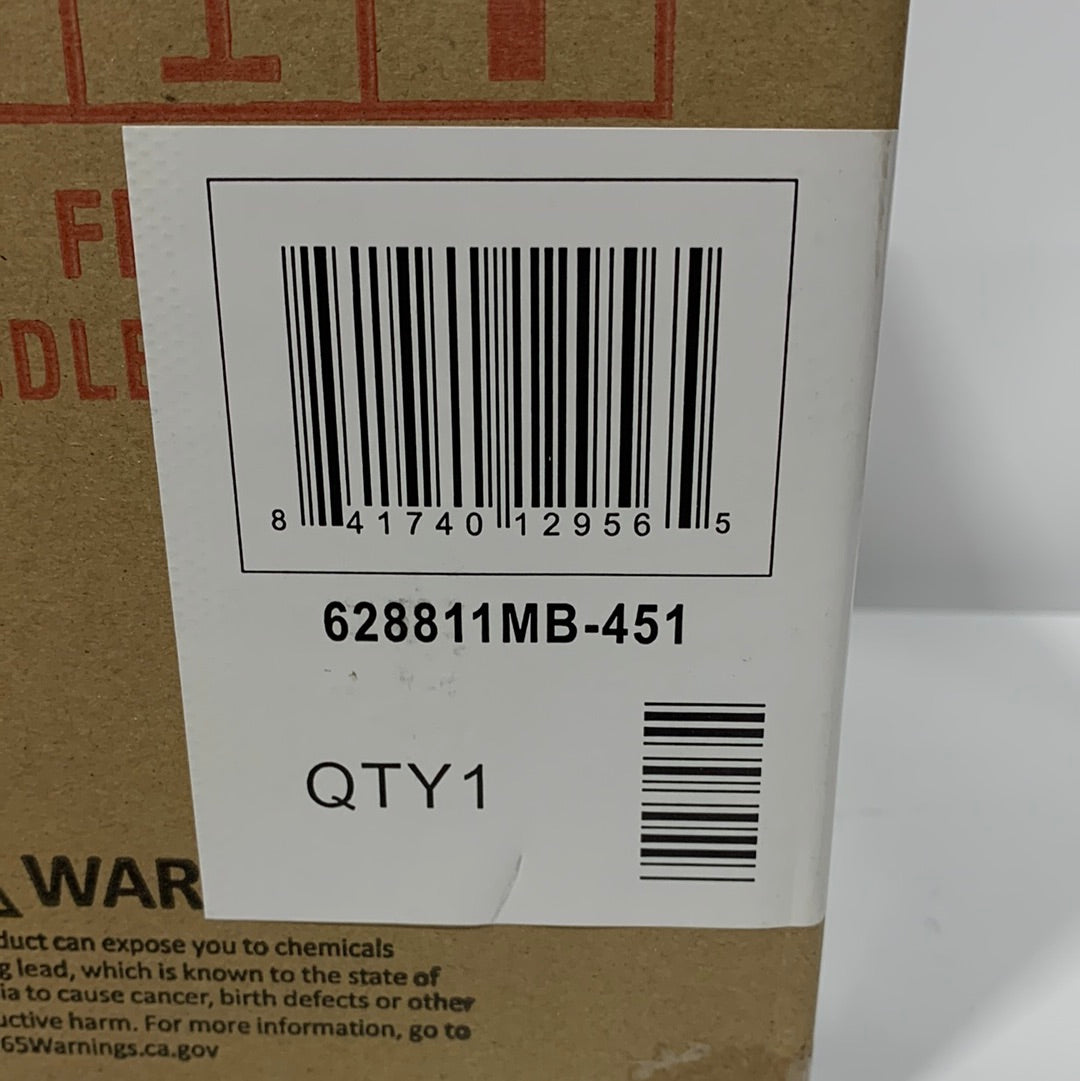 8 41740 12956 5
628811MB-451
QTY1
WAR
duct can expose you to chemicals
g lead, which is known to the state of
ia to cause cancer, birth defects or other
uctive harm. For more information, go to
65Warnings.ca.gov